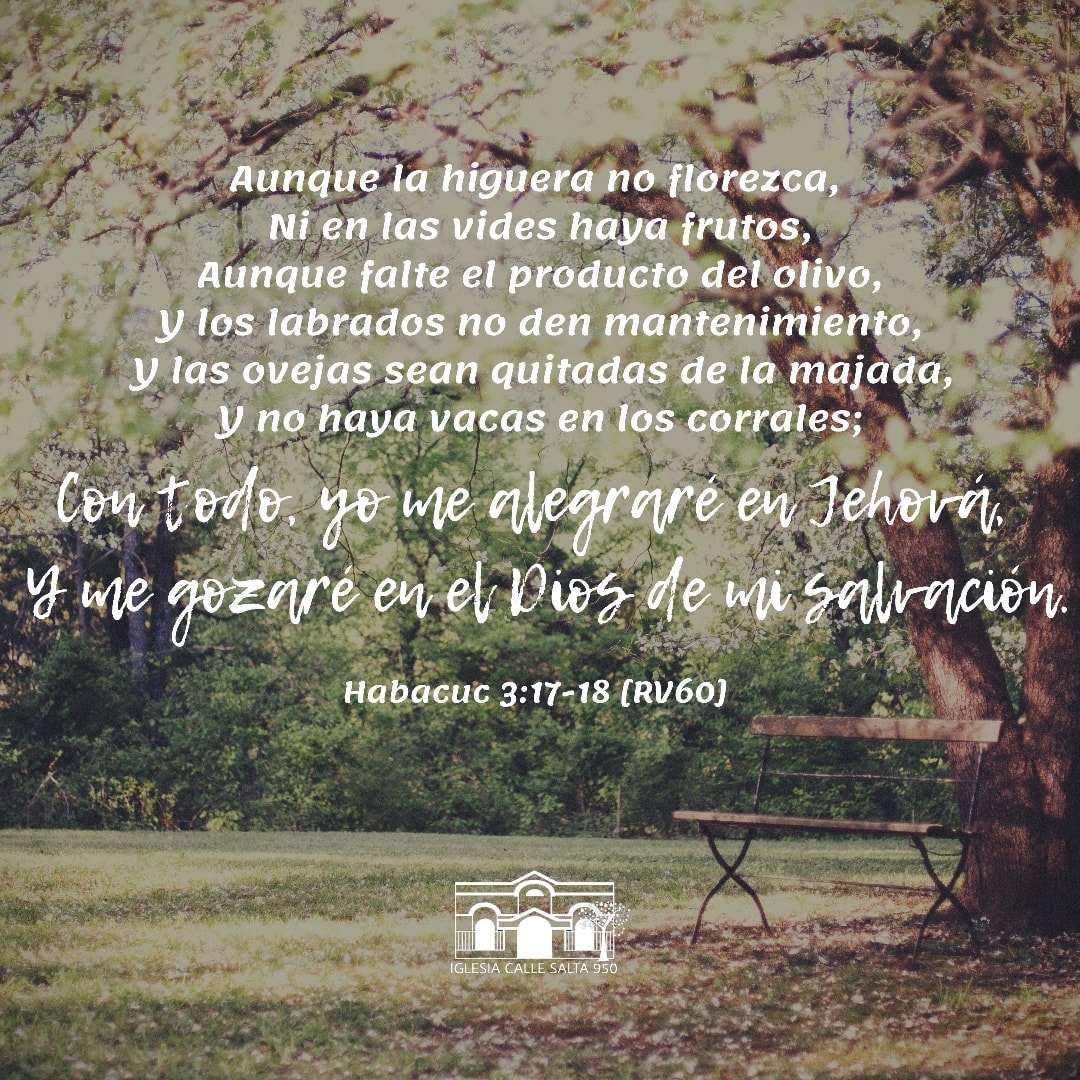 Aunque la higuera no florezca,
Ni en las vides haya frutos,
Aunque falte el producto del olivo,
Y los labrados no den mantenimiento,
Y las ovejas sean quitadas de la majada,
Y no haya vacas en los corrales;
Con todo, yo me alegraré en Jehová,
Y me gozaré en el Dios de mi salvación.
Habacuc 3:17-18 (RV60)
IGLESIA CALLE SALTA 950